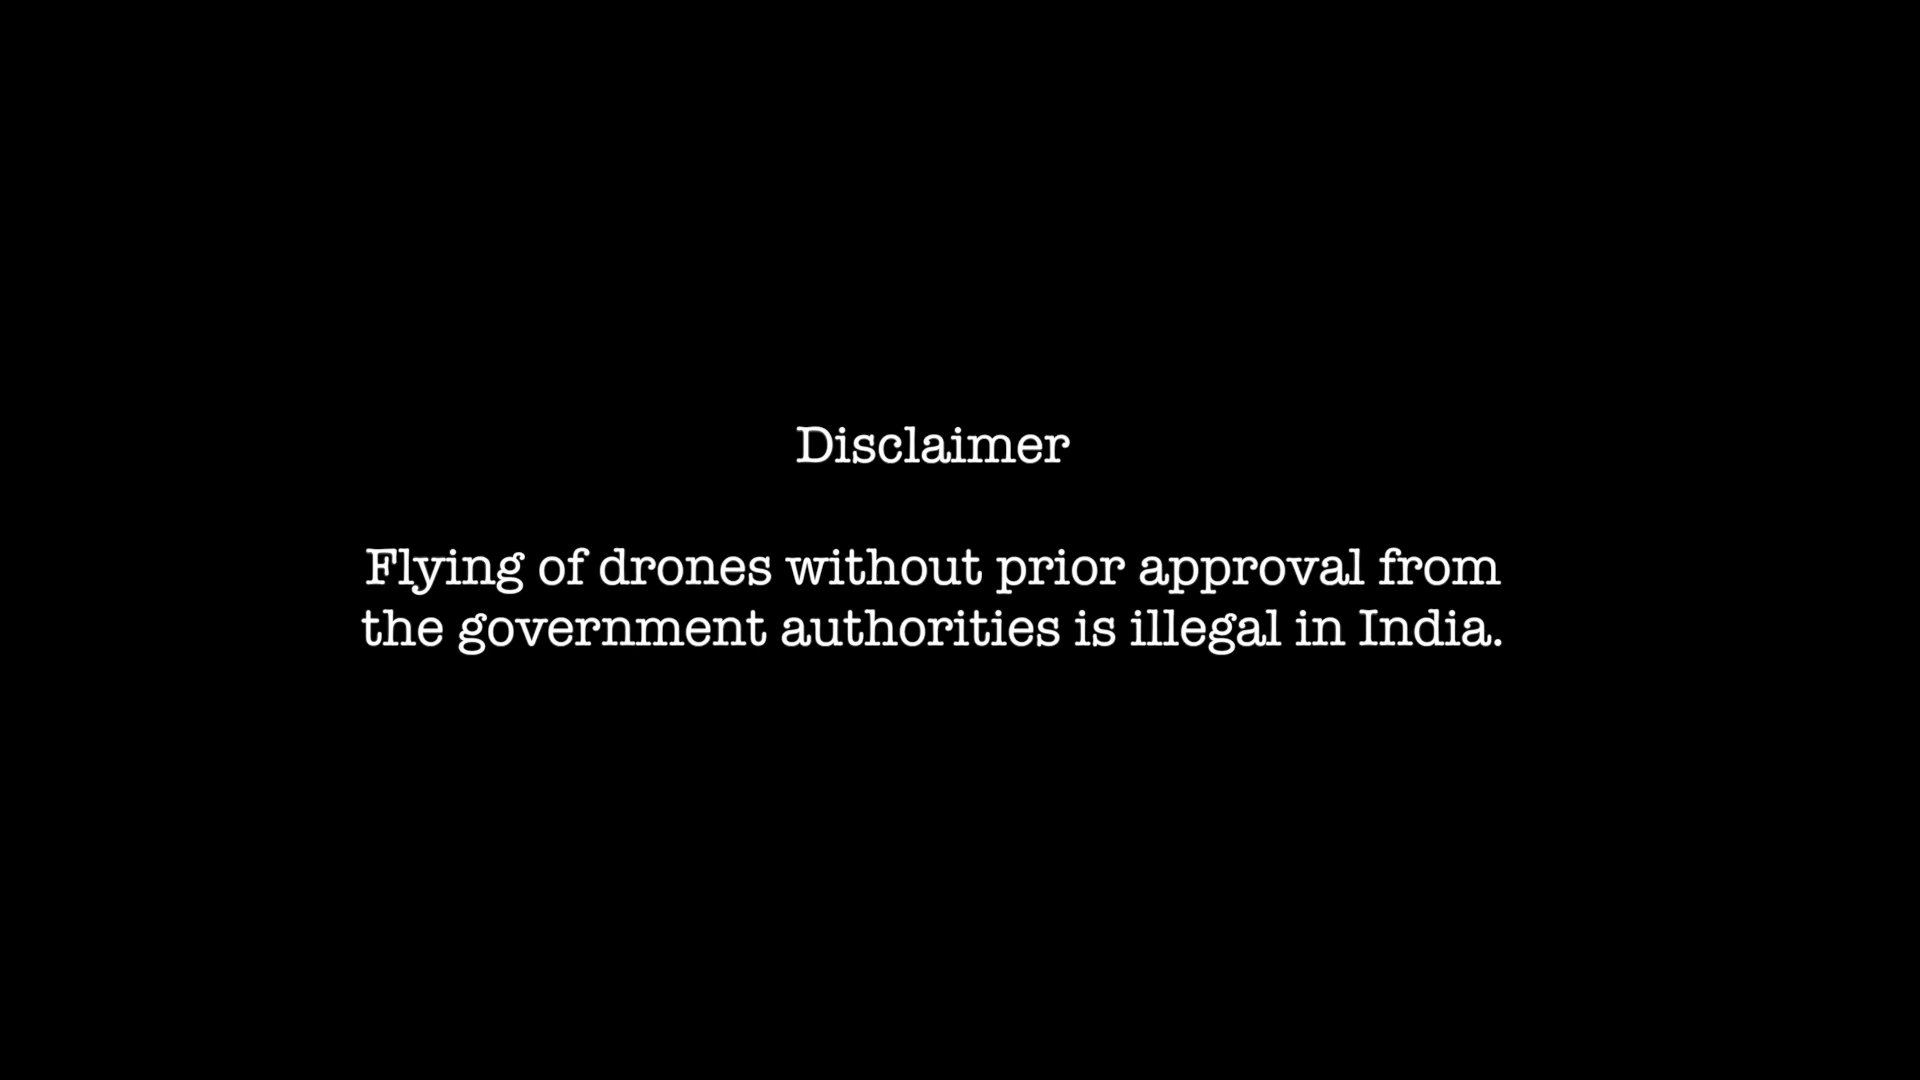 Disclaimer
Flying of drones without prior approval from
the government authorities is illegal in India.